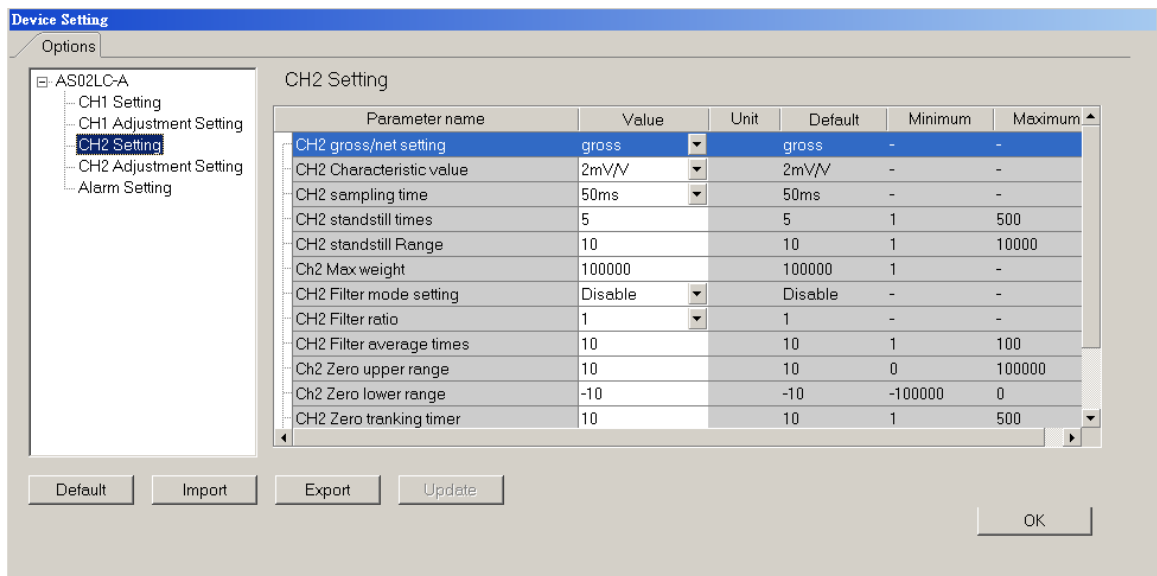 Device Setting
Options
AS02LC-A
CH1 Setting
CH1 Adjustment Setting
CH2 Setting
CH2 Adjustment Setting
Alarm Setting
CH2 Setting
Parameter name Value Unit Default Minimum Maximum
CH2 gross/net setting gross gross - -
CH2 Characteristic value 2mV/V 2mV/V - -
CH2 sampling time 50ms 50ms - -
CH2 standstill times 5 5 1 500
CH2 standstill Range 10 10 1 10000
Ch2 Max weight 100000 100000 1 -
CH2 Filter mode setting Disable Disable - -
CH2 Filter ratio 1 1 - -
CH2 Filter average times 10 10 1 100
Ch2 Zero upper range 10 10 0 100000
Ch2 Zero lower range -10 -10 -100000 0
CH2 Zero tranking timer 10 10 1 500
Default Import Export Update
OK